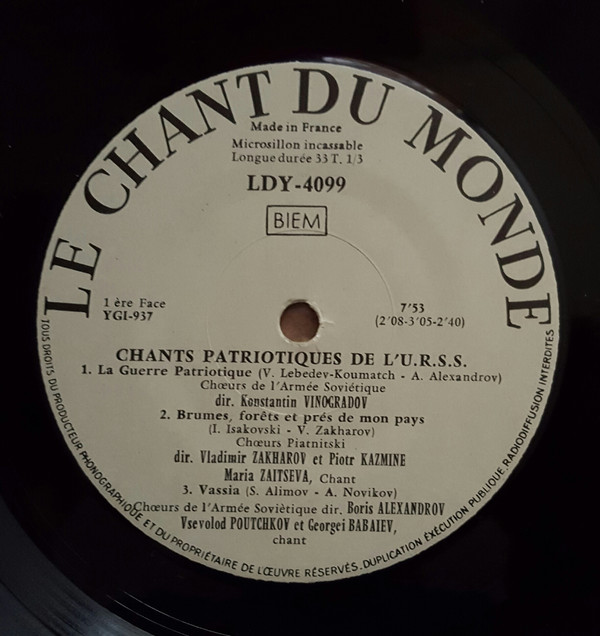 LE CHANT DU MONDE
Made in France
Microsillon incassable
Longue durée 33 T. 1/3
LDY-4099
BIEM
1 ère Face
YGI-937
7'53
(2'08-3'05-2'40)
CHANTS PATRIOTIQUES DE L'U.R.S.S.
1. La Guerre Patriotique (V. Lebedev-Koumatch - A. Alexandrov)
Chœurs de l'Armée Soviétique
dir. Konstantin VINOGRADOV
2. Brumes, forêts et prés de mon pays
(I. Isakovski - V. Zakharov)
Chœurs Piatnitski
dir. Vladimir ZAKHAROV et Piotr KAZMINE
Maria ZAITSEVA, Chant
3. Vassia (S. Alimov - A. Novikov)
Chœurs de l'Armée Soviètique dir. Boris ALEXANDROV
Vsevolod POUTCHKOV et Georgei BABAIEV,
chant
TOUS DROITS DU PRODUCTEUR PHONOGRAPHIQUE ET DU PROPRIÉTAIRE DE L'ŒUVRE RÉSERVÉS. DUPLICATION EXÉCUTION PUBLIQUE. RADIODIFFUSION INTERDITES